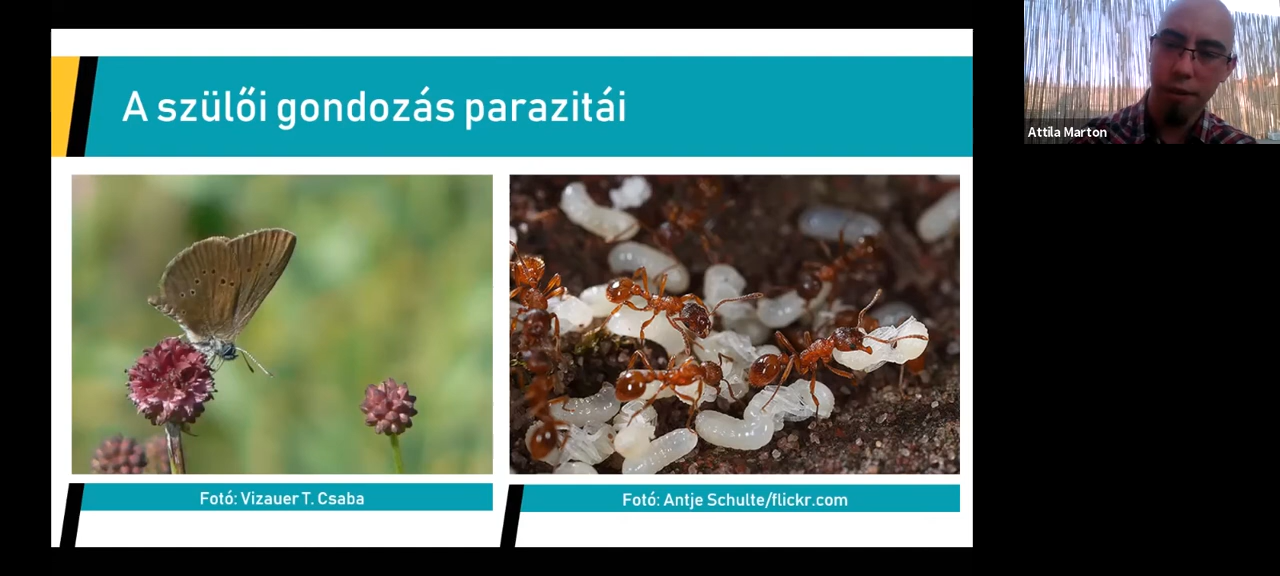 A szülői gondozás parazitái
Attila Marton
Fotó: Vizauer T. Csaba
Fotó: Antje Schulte/flickr.com